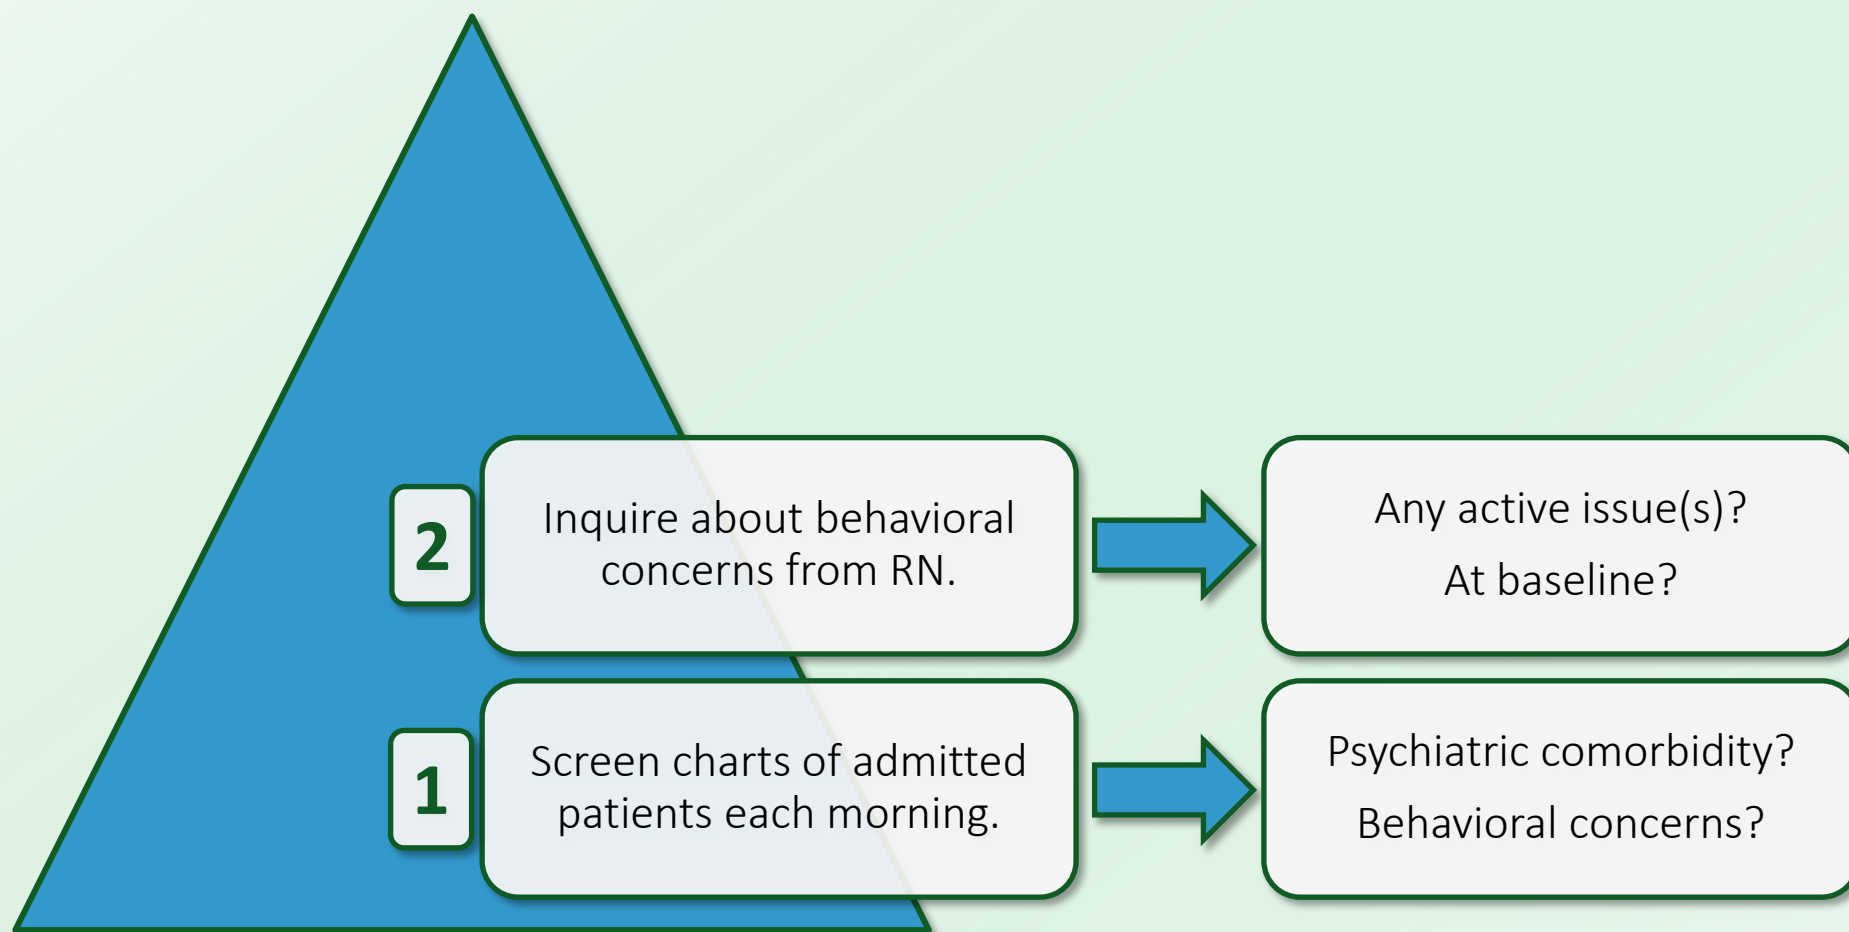 2
Inquire about behavioral
concerns from RN.
Any active issue(s)?
At baseline?
1
Screen charts of admitted
patients each morning.
Psychiatric comorbidity?
Behavioral concerns?